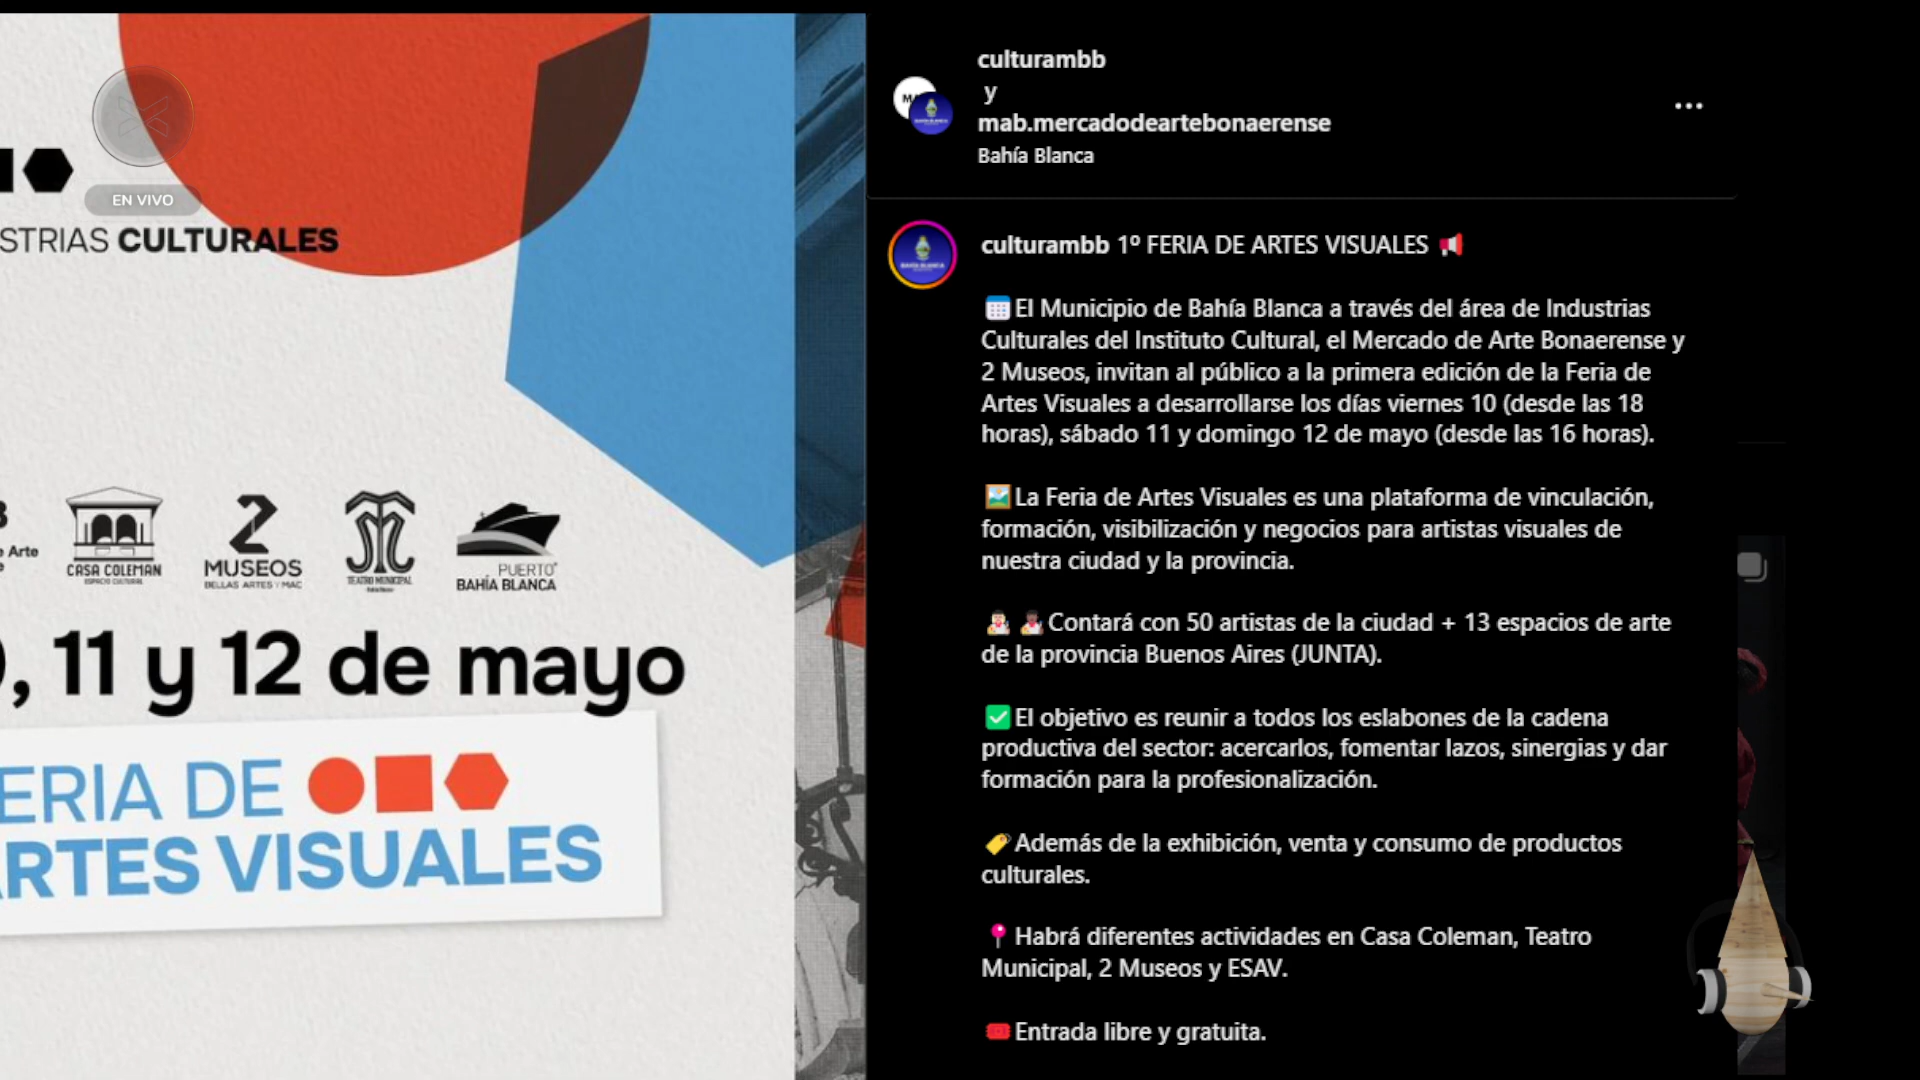 EN VIVO
STRIAS CULTURALES
e Arte
CASA COLEMAN
ESPACIO CULTURAL
2
MUSEOS
BELLAS ARTES Y MAC
TEATRO MUNICIPAL
PUERTO
BAHÍA BLANCA
, 11 y 12 de mayo
ERIA DE
RTES VISUALES
culturambb
y
mab.mercadodeartebonaerense
Bahía Blanca
culturambb 1º FERIA DE ARTES VISUALES 📢
🗓️El Municipio de Bahía Blanca a través del área de Industrias
Culturales del Instituto Cultural, el Mercado de Arte Bonaerense y
2 Museos, invitan al público a la primera edición de la Feria de
Artes Visuales a desarrollarse los días viernes 10 (desde las 18
horas), sábado 11 y domingo 12 de mayo (desde las 16 horas).
🖼️La Feria de Artes Visuales es una plataforma de vinculación,
formación, visibilización y negocios para artistas visuales de
nuestra ciudad y la provincia.
Contará con 50 artistas de la ciudad + 13 espacios de arte
de la provincia Buenos Aires (JUNTA).
✅El objetivo es reunir a todos los eslabones de la cadena
productiva del sector: acercarlos, fomentar lazos, sinergias y dar
formación para la profesionalización.
🏷️Además de la exhibición, venta y consumo de productos
culturales.
📍Habrá diferentes actividades en Casa Coleman, Teatro
Municipal, 2 Museos y ESAV.
🎟️Entrada libre y gratuita.